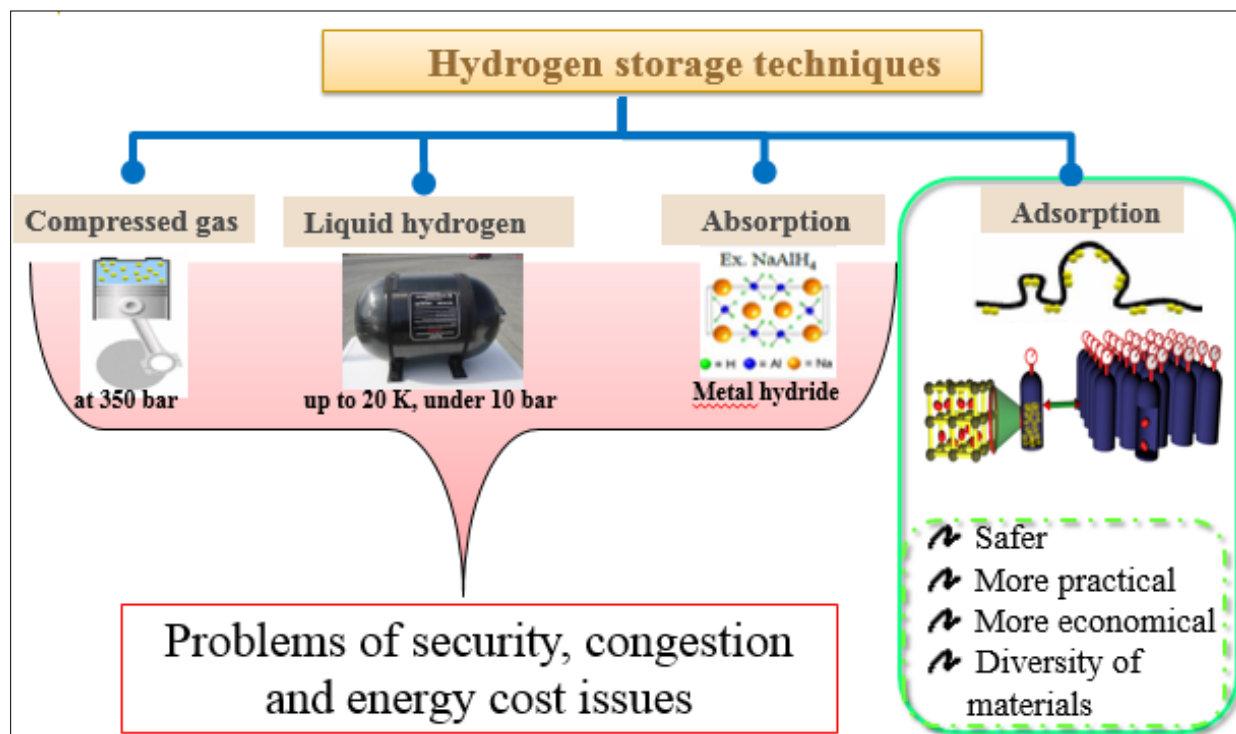 Hydrogen storage techniques
Compressed gas
at 350 bar
Liquid hydrogen
up to 20 K, under 10 bar
Absorption
Ex. NaAlH₄
= H = Al = Na
Metal hydride
Adsorption
Safer
More practical
More economical
Diversity of
materials
Problems of security, congestion
and energy cost issues